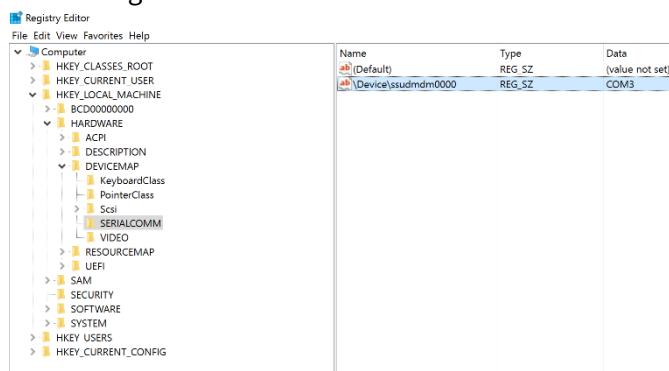 Registry Editor
File Edit View Favorites Help
Computer
HKEY_CLASSES_ROOT
HKEY_CURRENT_USER
HKEY_LOCAL_MACHINE
BCD00000000
HARDWARE
ACPI
DESCRIPTION
DEVICEMAP
KeyboardClass
PointerClass
Scsi
SERIALCOMM
VIDEO
RESOURCEMAP
UEFI
SAM
SECURITY
SOFTWARE
SYSTEM
HKEY_USERS
HKEY_CURRENT_CONFIG
Name Type Data
ab (Default) REG_SZ (value not set)
ab \Device\ssudmdm0000 REG_SZ COM3